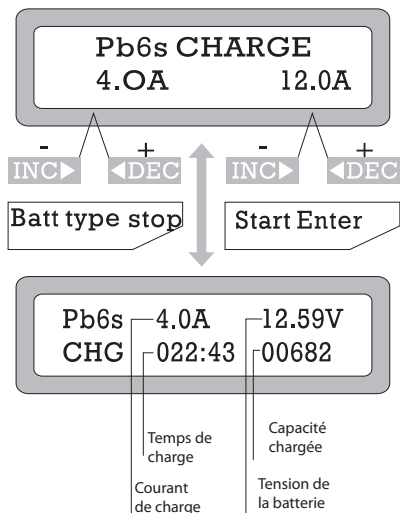 Pb6s CHARGE
4.OA 12.0A
- + - +
INC▶ ◀DEC INC▶ ◀DEC
Batt type stop Start Enter
Pb6s 4.0A 12.59V
CHG 022:43 00682
Temps de
charge
Capacité
chargée
Courant
de charge
Tension de
la batterie